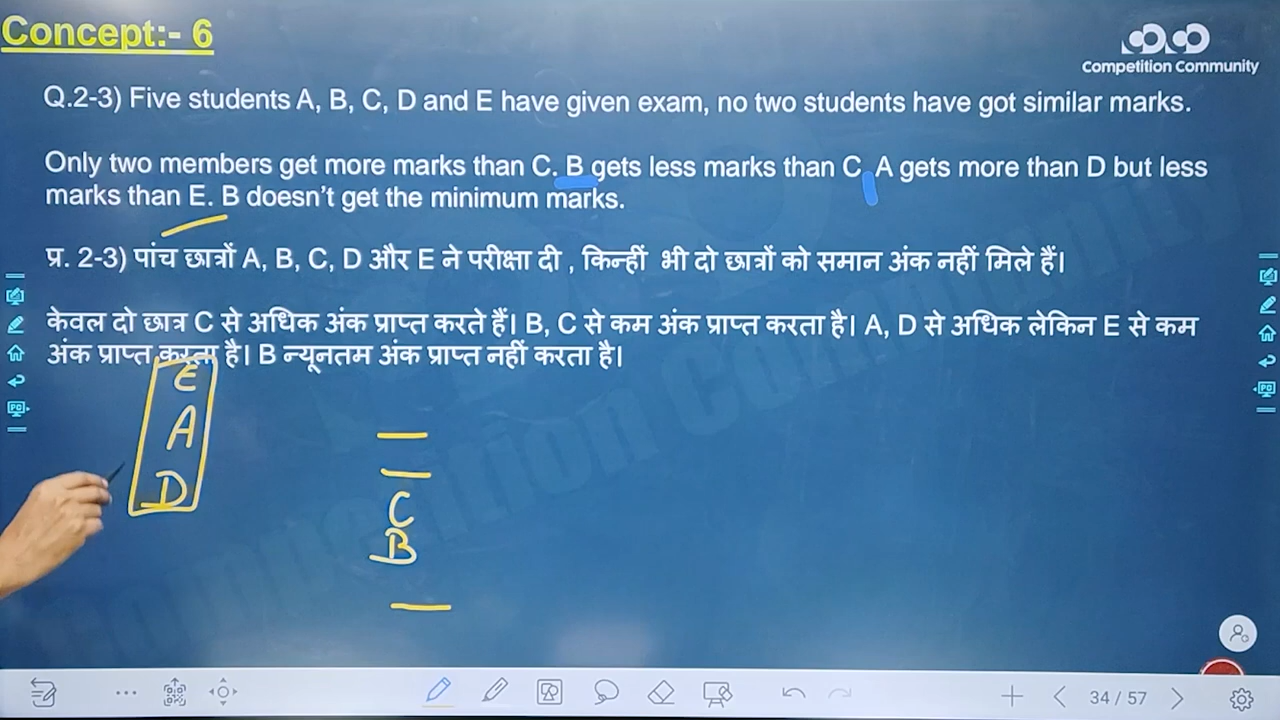 Concept:- 6
Competition Community
Q.2-3) Five students A, B, C, D and E have given exam, no two students have got similar marks.
Only two members get more marks than C. B gets less marks than C. A gets more than D but less
marks than E. B doesn't get the minimum marks.
प्र. 2-3) पांच छात्रों A, B, C, D और E ने परीक्षा दी , किन्हीं भी दो छात्रों को समान अंक नहीं मिले हैं।
केवल दो छात्र C से अधिक अंक प्राप्त करते हैं। B, C से कम अंक प्राप्त करता है। A, D से अधिक लेकिन E से कम
अंक प्राप्त करता है। B न्यूनतम अंक प्राप्त नहीं करता है।
E
A
D
C
B
Competition Community
34 / 57